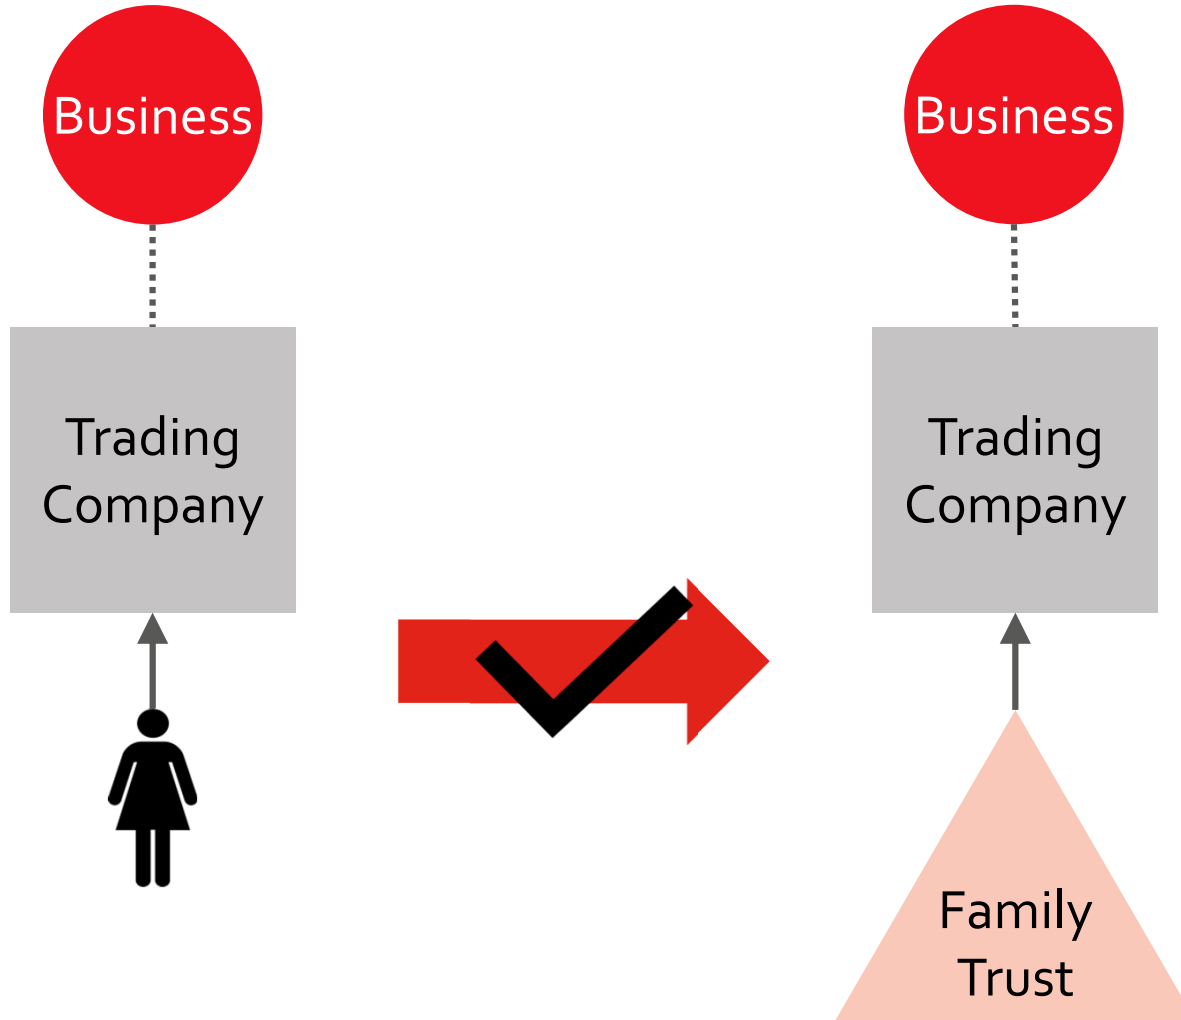 Business
Trading
Company
Business
Trading
Company
Family
Trust